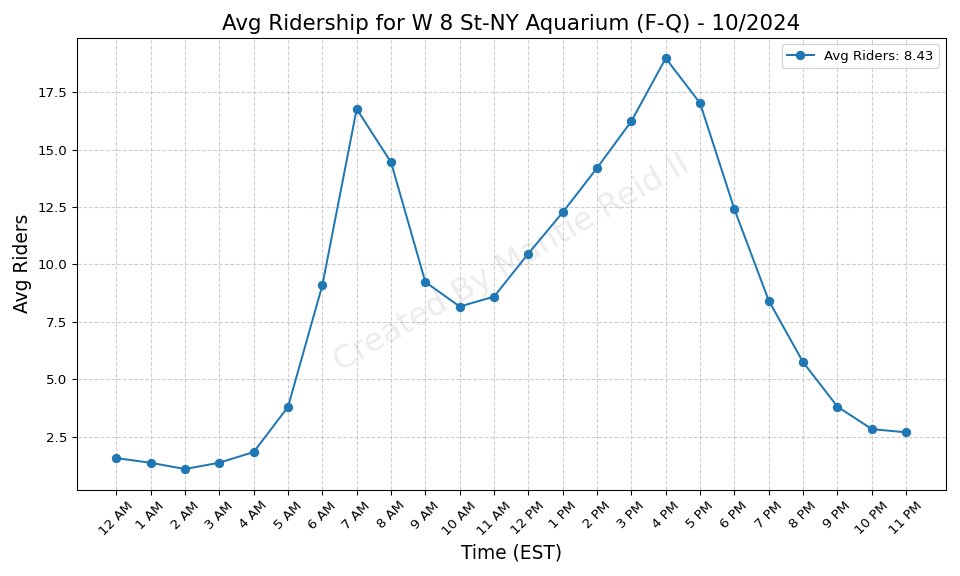 Avg Ridership for W 8 St-NY Aquarium (F-Q) - 10/2024
Avg Riders: 8.43
17.5
15.0
12.5
10.0
7.5
5.0
2.5
Avg Riders
Created By Mantie Reid II
12 AM
1 AM
2 AM
3 AM
4 AM
5 AM
6 AM
7 AM
8 AM
9 AM
10 AM
11 AM
12 PM
1 PM
2 PM
3 PM
4 PM
5 PM
6 PM
7 PM
8 PM
9 PM
10 PM
11 PM
Time (EST)